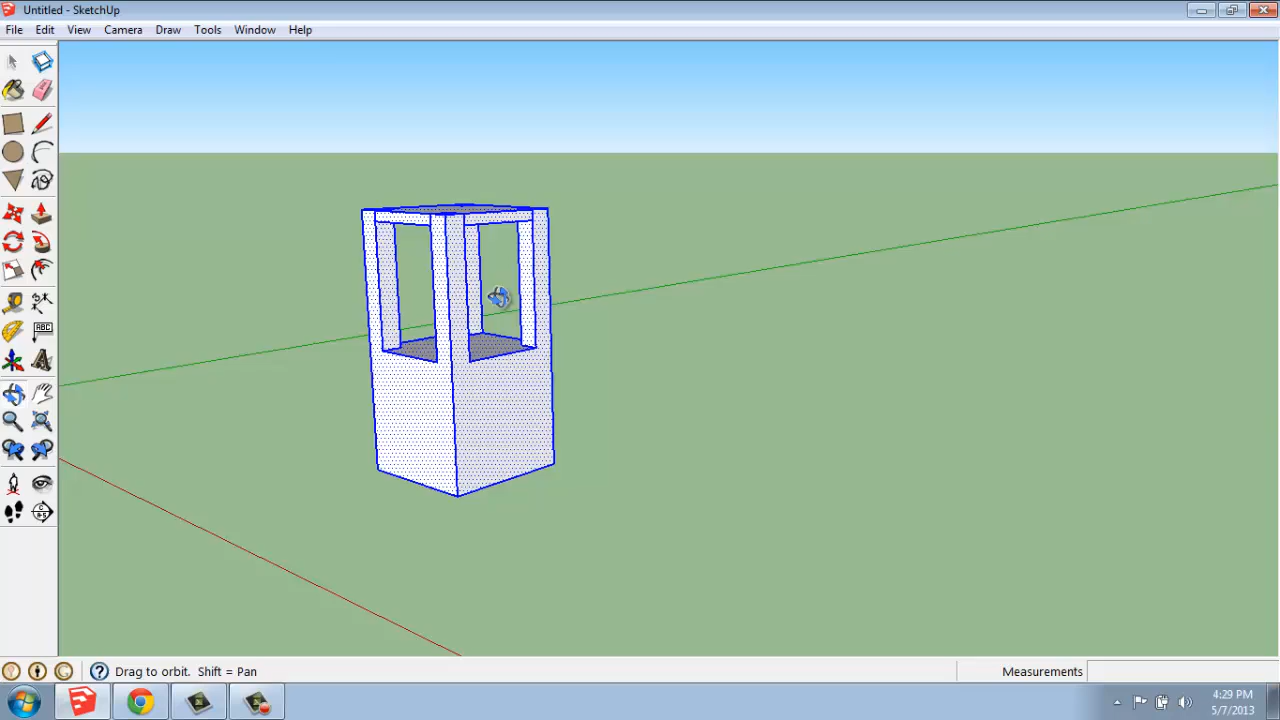 Untitled - SketchUp
File Edit View Camera Draw Tools Window Help
ABC
A
Drag to orbit. Shift = Pan
Measurements
4:29 PM
5/7/2013